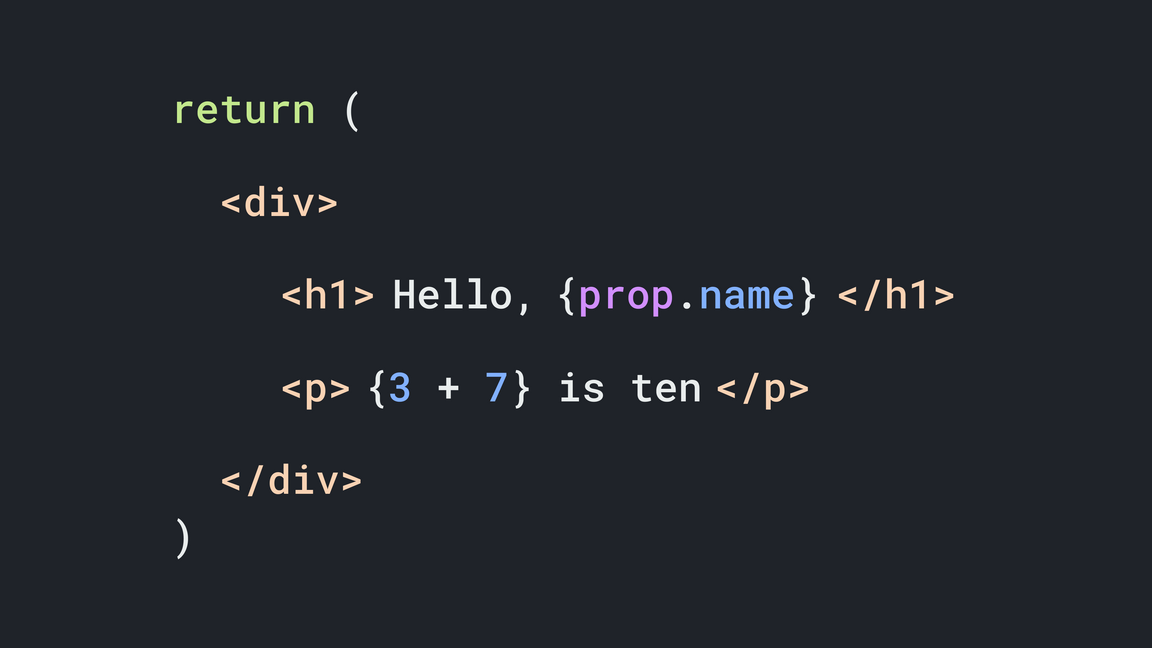 return (
<div>
<h1> Hello, {prop.name} </h1>
<p> {3 + 7} is ten </p>
</div>
)